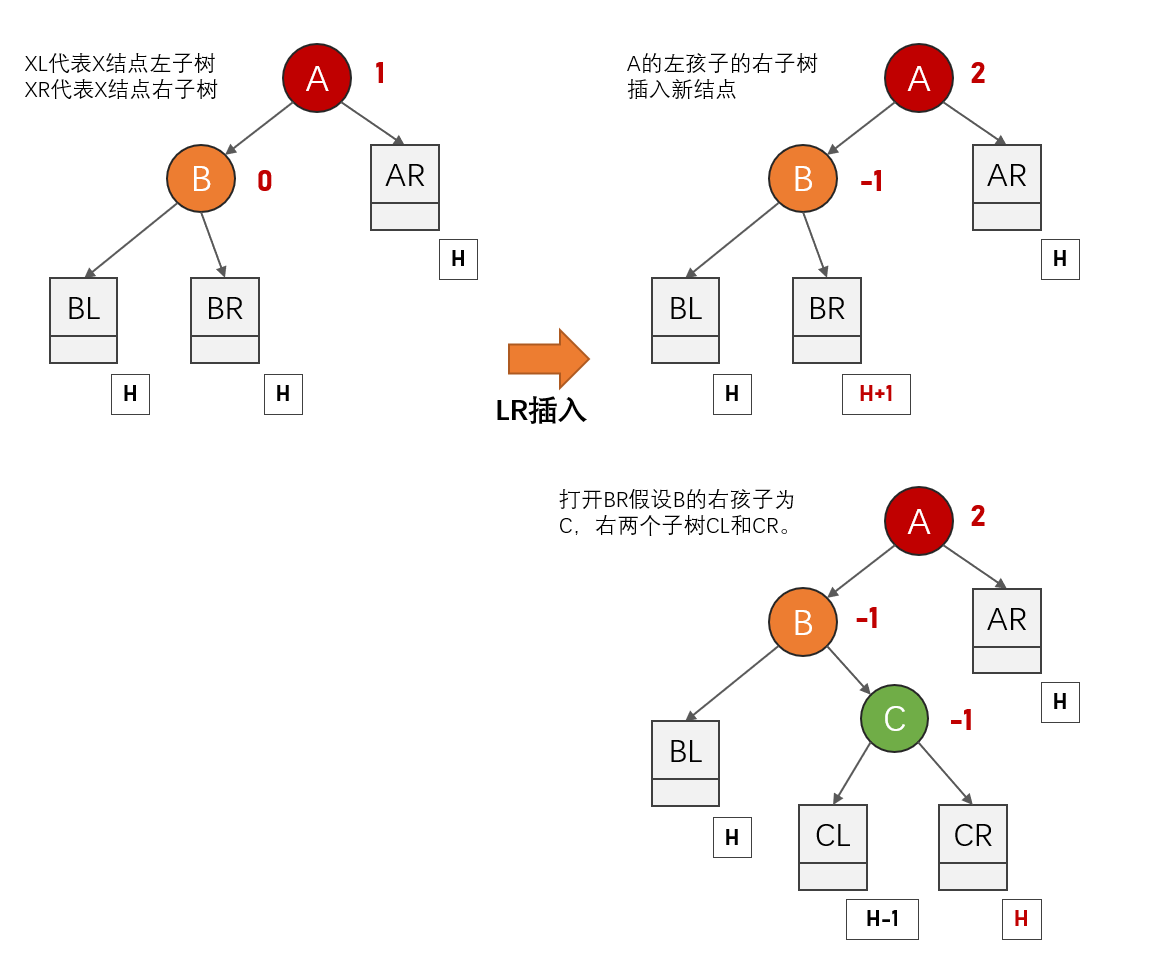 XL代表X结点左子树
XR代表X结点右子树
A
1
B
0
AR
H
BL
BR
H
H
LR插入
A的左孩子的右子树
插入新结点
A
2
B
-1
AR
H
BL
BR
H
H+1
打开BR假设B的右孩子为
C，右两个子树CL和CR。
A
2
B
-1
AR
H
C
-1
BL
H
CL
CR
H-1
H